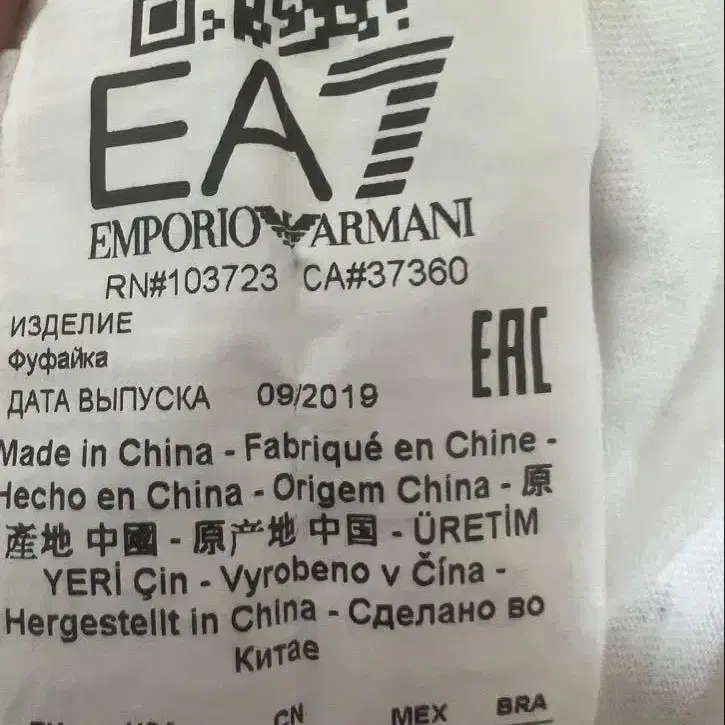 EA7
EMPORIO ARMANI
RN#103723 CA#37360
ИЗДЕЛИЕ
Фуфайка
EAC
ДАТА ВЫПУСКА 09/2019
Made in China - Fabriqué en Chine -
Hecho en China - Origem China - 原
產地 中國 - 原产地 中国 - ÜRETİM
YERİ Çin - Vyrobeno v Čína -
Hergestellt in China - Сделано во
Китае
CN MEX BRA